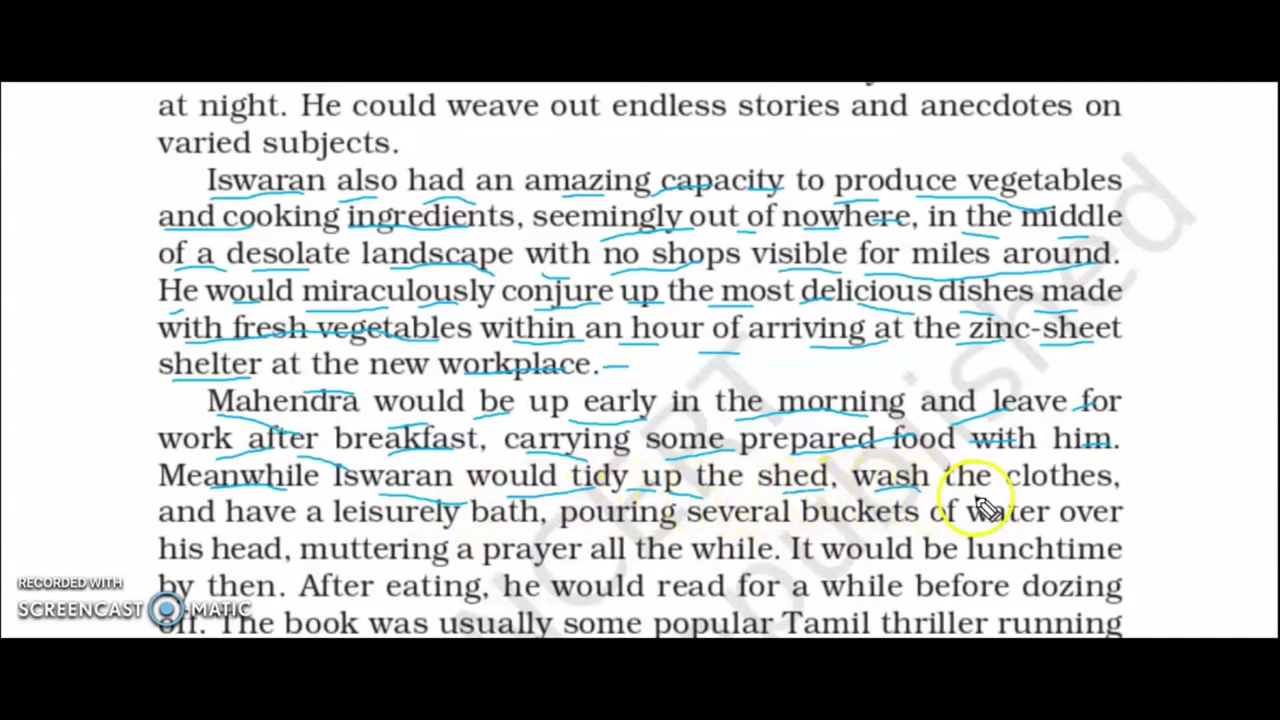 at night. He could weave out endless stories and anecdotes on
varied subjects.
Iswaran also had an amazing capacity to produce vegetables
and cooking ingredients, seemingly out of nowhere, in the middle
of a desolate landscape with no shops visible for miles around.
He would miraculously conjure up the most delicious dishes made
with fresh vegetables within an hour of arriving at the zinc-sheet
shelter at the new workplace.
Mahendra would be up early in the morning and leave for
work after breakfast, carrying some prepared food with him.
Meanwhile Iswaran would tidy up the shed, wash the clothes,
and have a leisurely bath, pouring several buckets of water over
his head, muttering a prayer all the while. It would be lunchtime
by then. After eating, he would read for a while before dozing
off. The book was usually some popular Tamil thriller running
RECORDED WITH
SCREENCAST-O-MATIC
NCERT
published